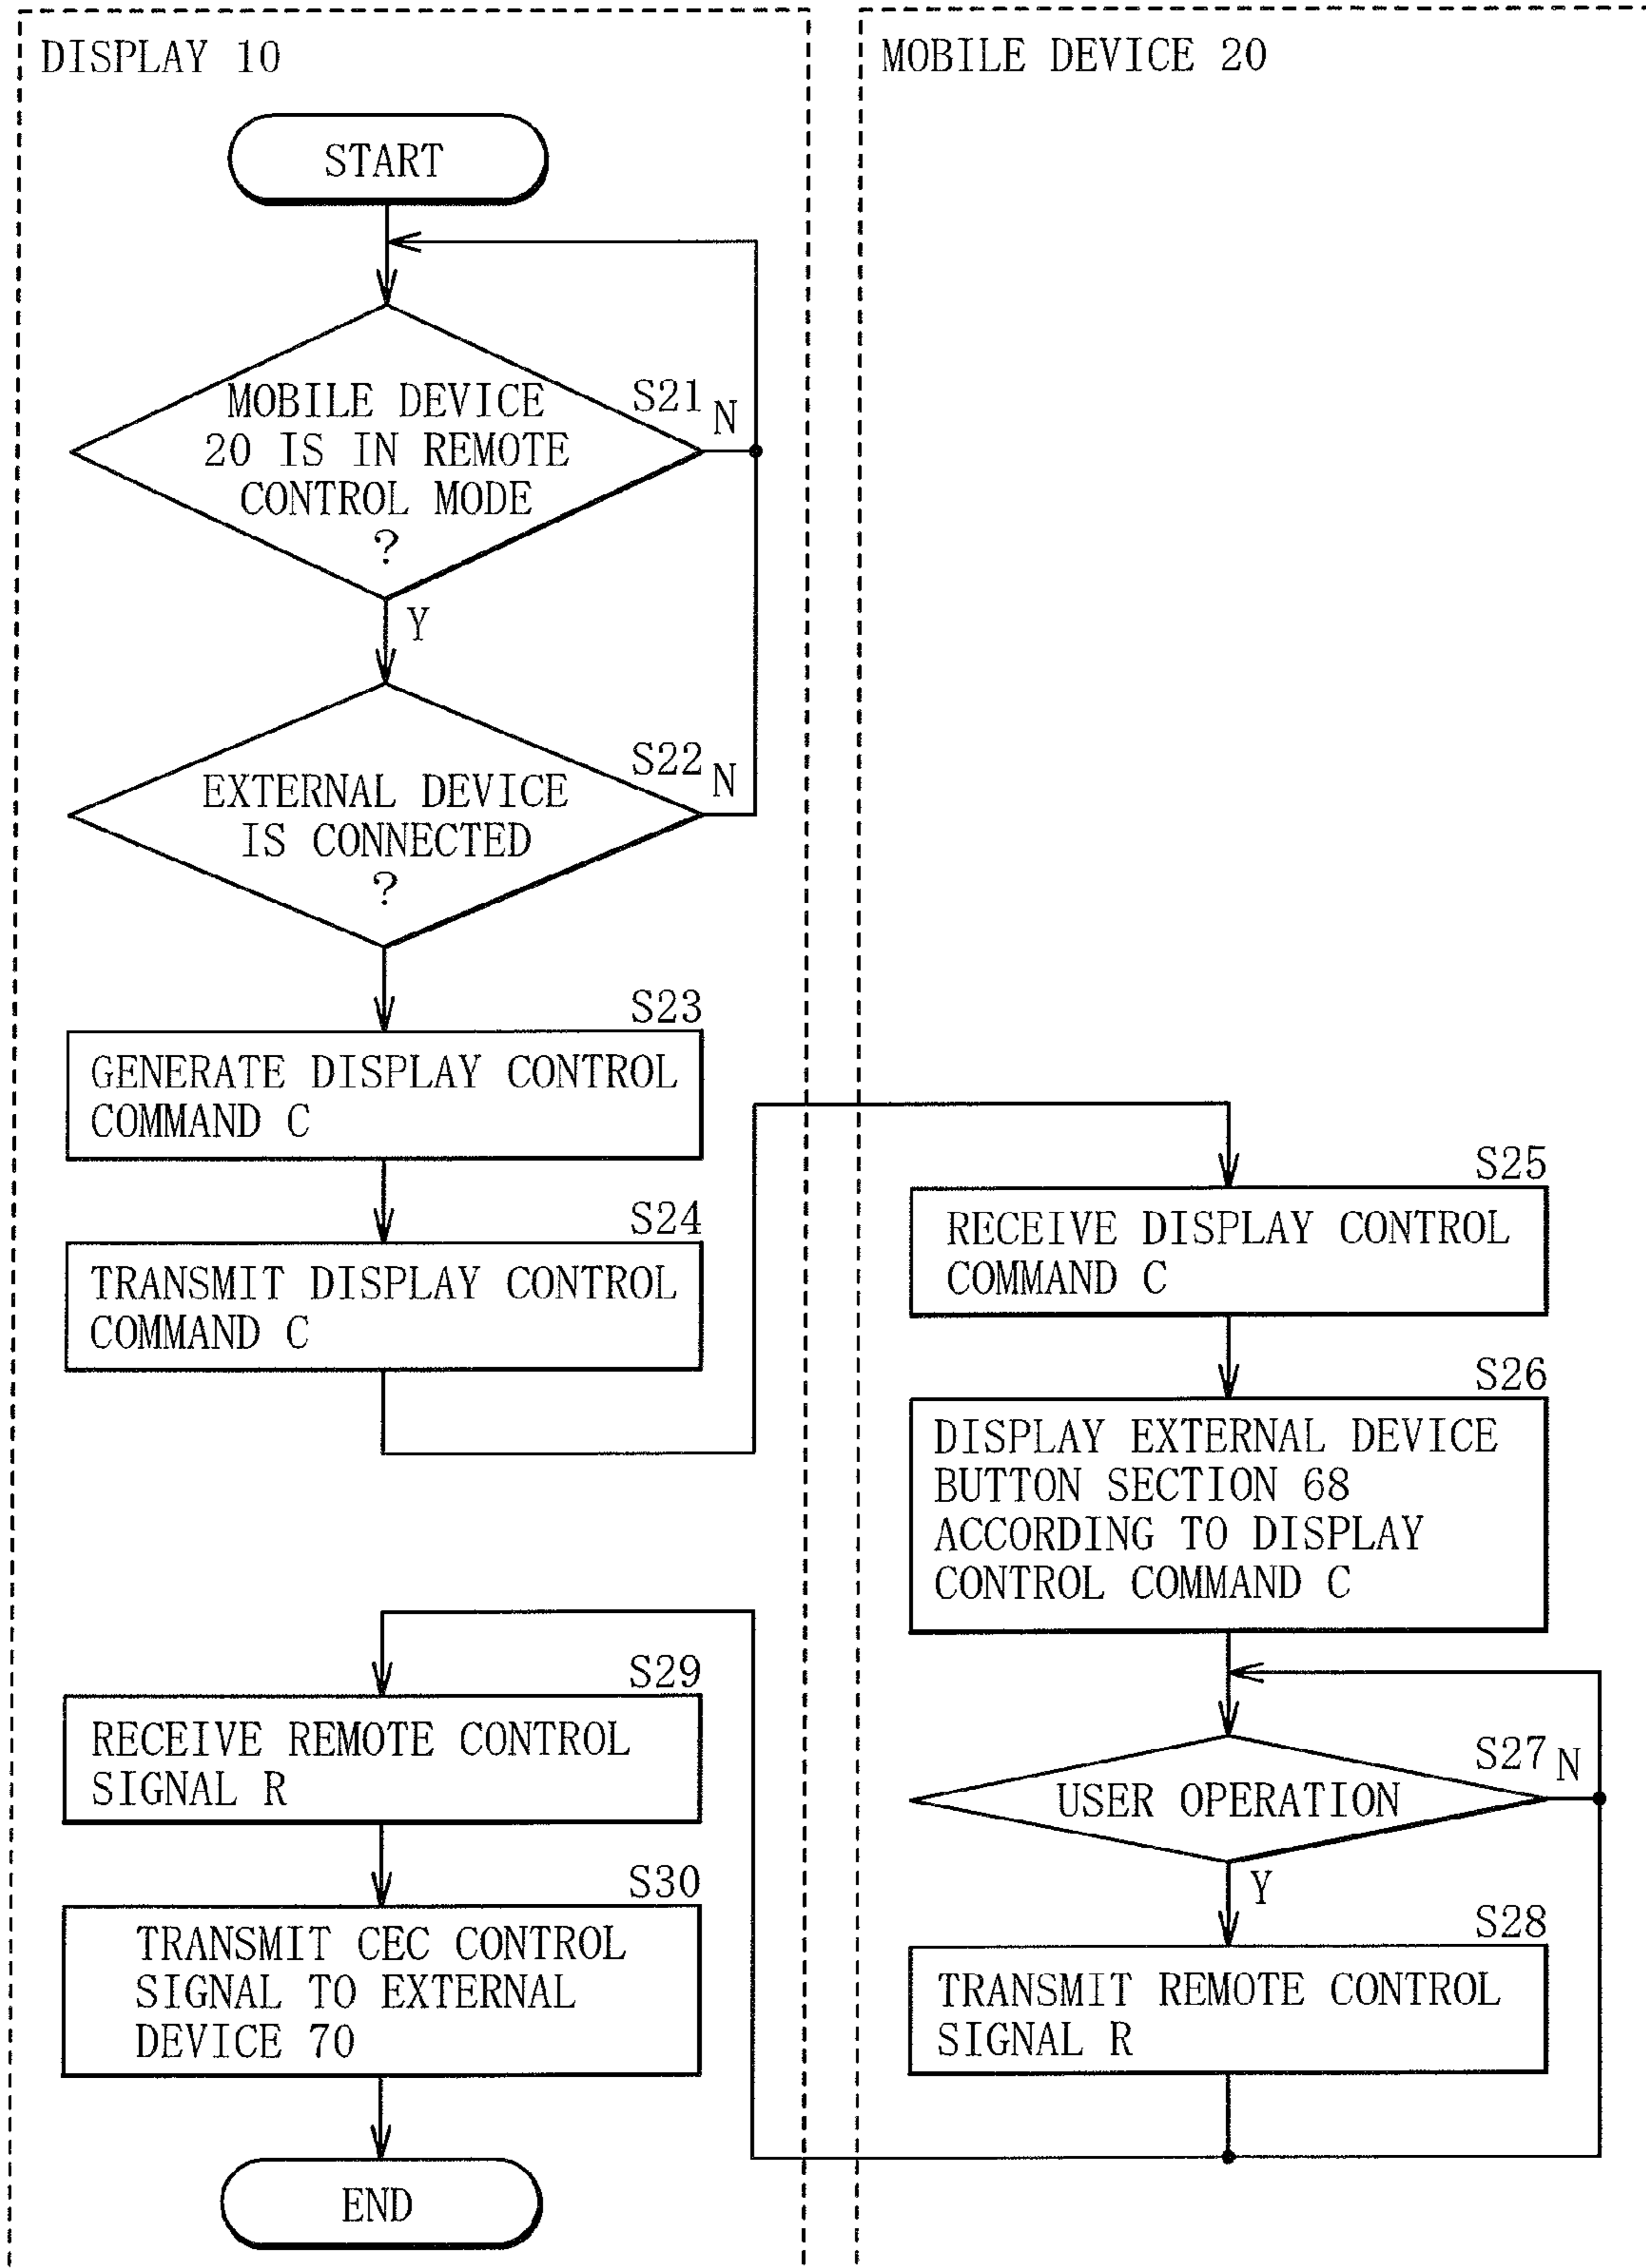 DISPLAY 10
START
S21
N
MOBILE DEVICE
20 IS IN REMOTE
CONTROL MODE
?
Y
S22
N
EXTERNAL DEVICE
IS CONNECTED
?
S23
GENERATE DISPLAY CONTROL
COMMAND C
S24
TRANSMIT DISPLAY CONTROL
COMMAND C
MOBILE DEVICE 20
S25
RECEIVE DISPLAY CONTROL
COMMAND C
S26
DISPLAY EXTERNAL DEVICE
BUTTON SECTION 68
ACCORDING TO DISPLAY
CONTROL COMMAND C
S27
N
USER OPERATION
Y
S28
TRANSMIT REMOTE CONTROL
SIGNAL R
S29
RECEIVE REMOTE CONTROL
SIGNAL R
S30
TRANSMIT CEC CONTROL
SIGNAL TO EXTERNAL
DEVICE 70
END